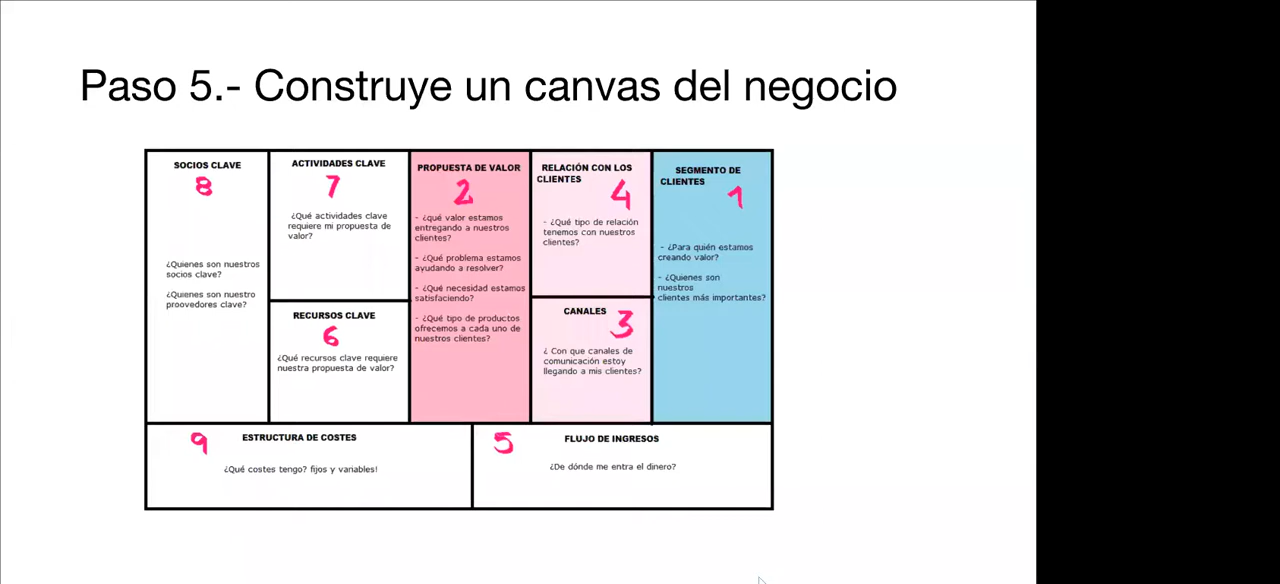 Paso 5.- Construye un canvas del negocio
SOCIOS CLAVE
8
¿Quienes son nuestros
socios clave?
¿Quienes son nuestro
proovedores clave?
ACTIVIDADES CLAVE
7
¿Qué actividades clave
requiere mi propuesta de
valor?
RECURSOS CLAVE
6
¿Qué recursos clave requiere
nuestra propuesta de valor?
PROPUESTA DE VALOR
2
- ¿qué valor estamos
entregando a nuestros
clientes?
- ¿Qué problema estamos
ayudando a resolver?
- ¿Qué necesidad estamos
satisfaciendo?
- ¿Qué tipo de productos
ofrecemos a cada uno de
nuestros clientes?
RELACIÓN CON LOS
CLIENTES
4
- ¿Qué tipo de relación
tenemos con nuestros
clientes?
CANALES
3
¿ Con que canales de
comunicación estoy
llegando a mis clientes?
SEGMENTO DE
CLIENTES
1
- ¿Para quién estamos
creando valor?
- ¿Quienes son
nuestros
clientes más importantes?
9
ESTRUCTURA DE COSTES
¿Qué costes tengo? fijos y variables!
5
FLUJO DE INGRESOS
¿De dónde me entra el dinero?